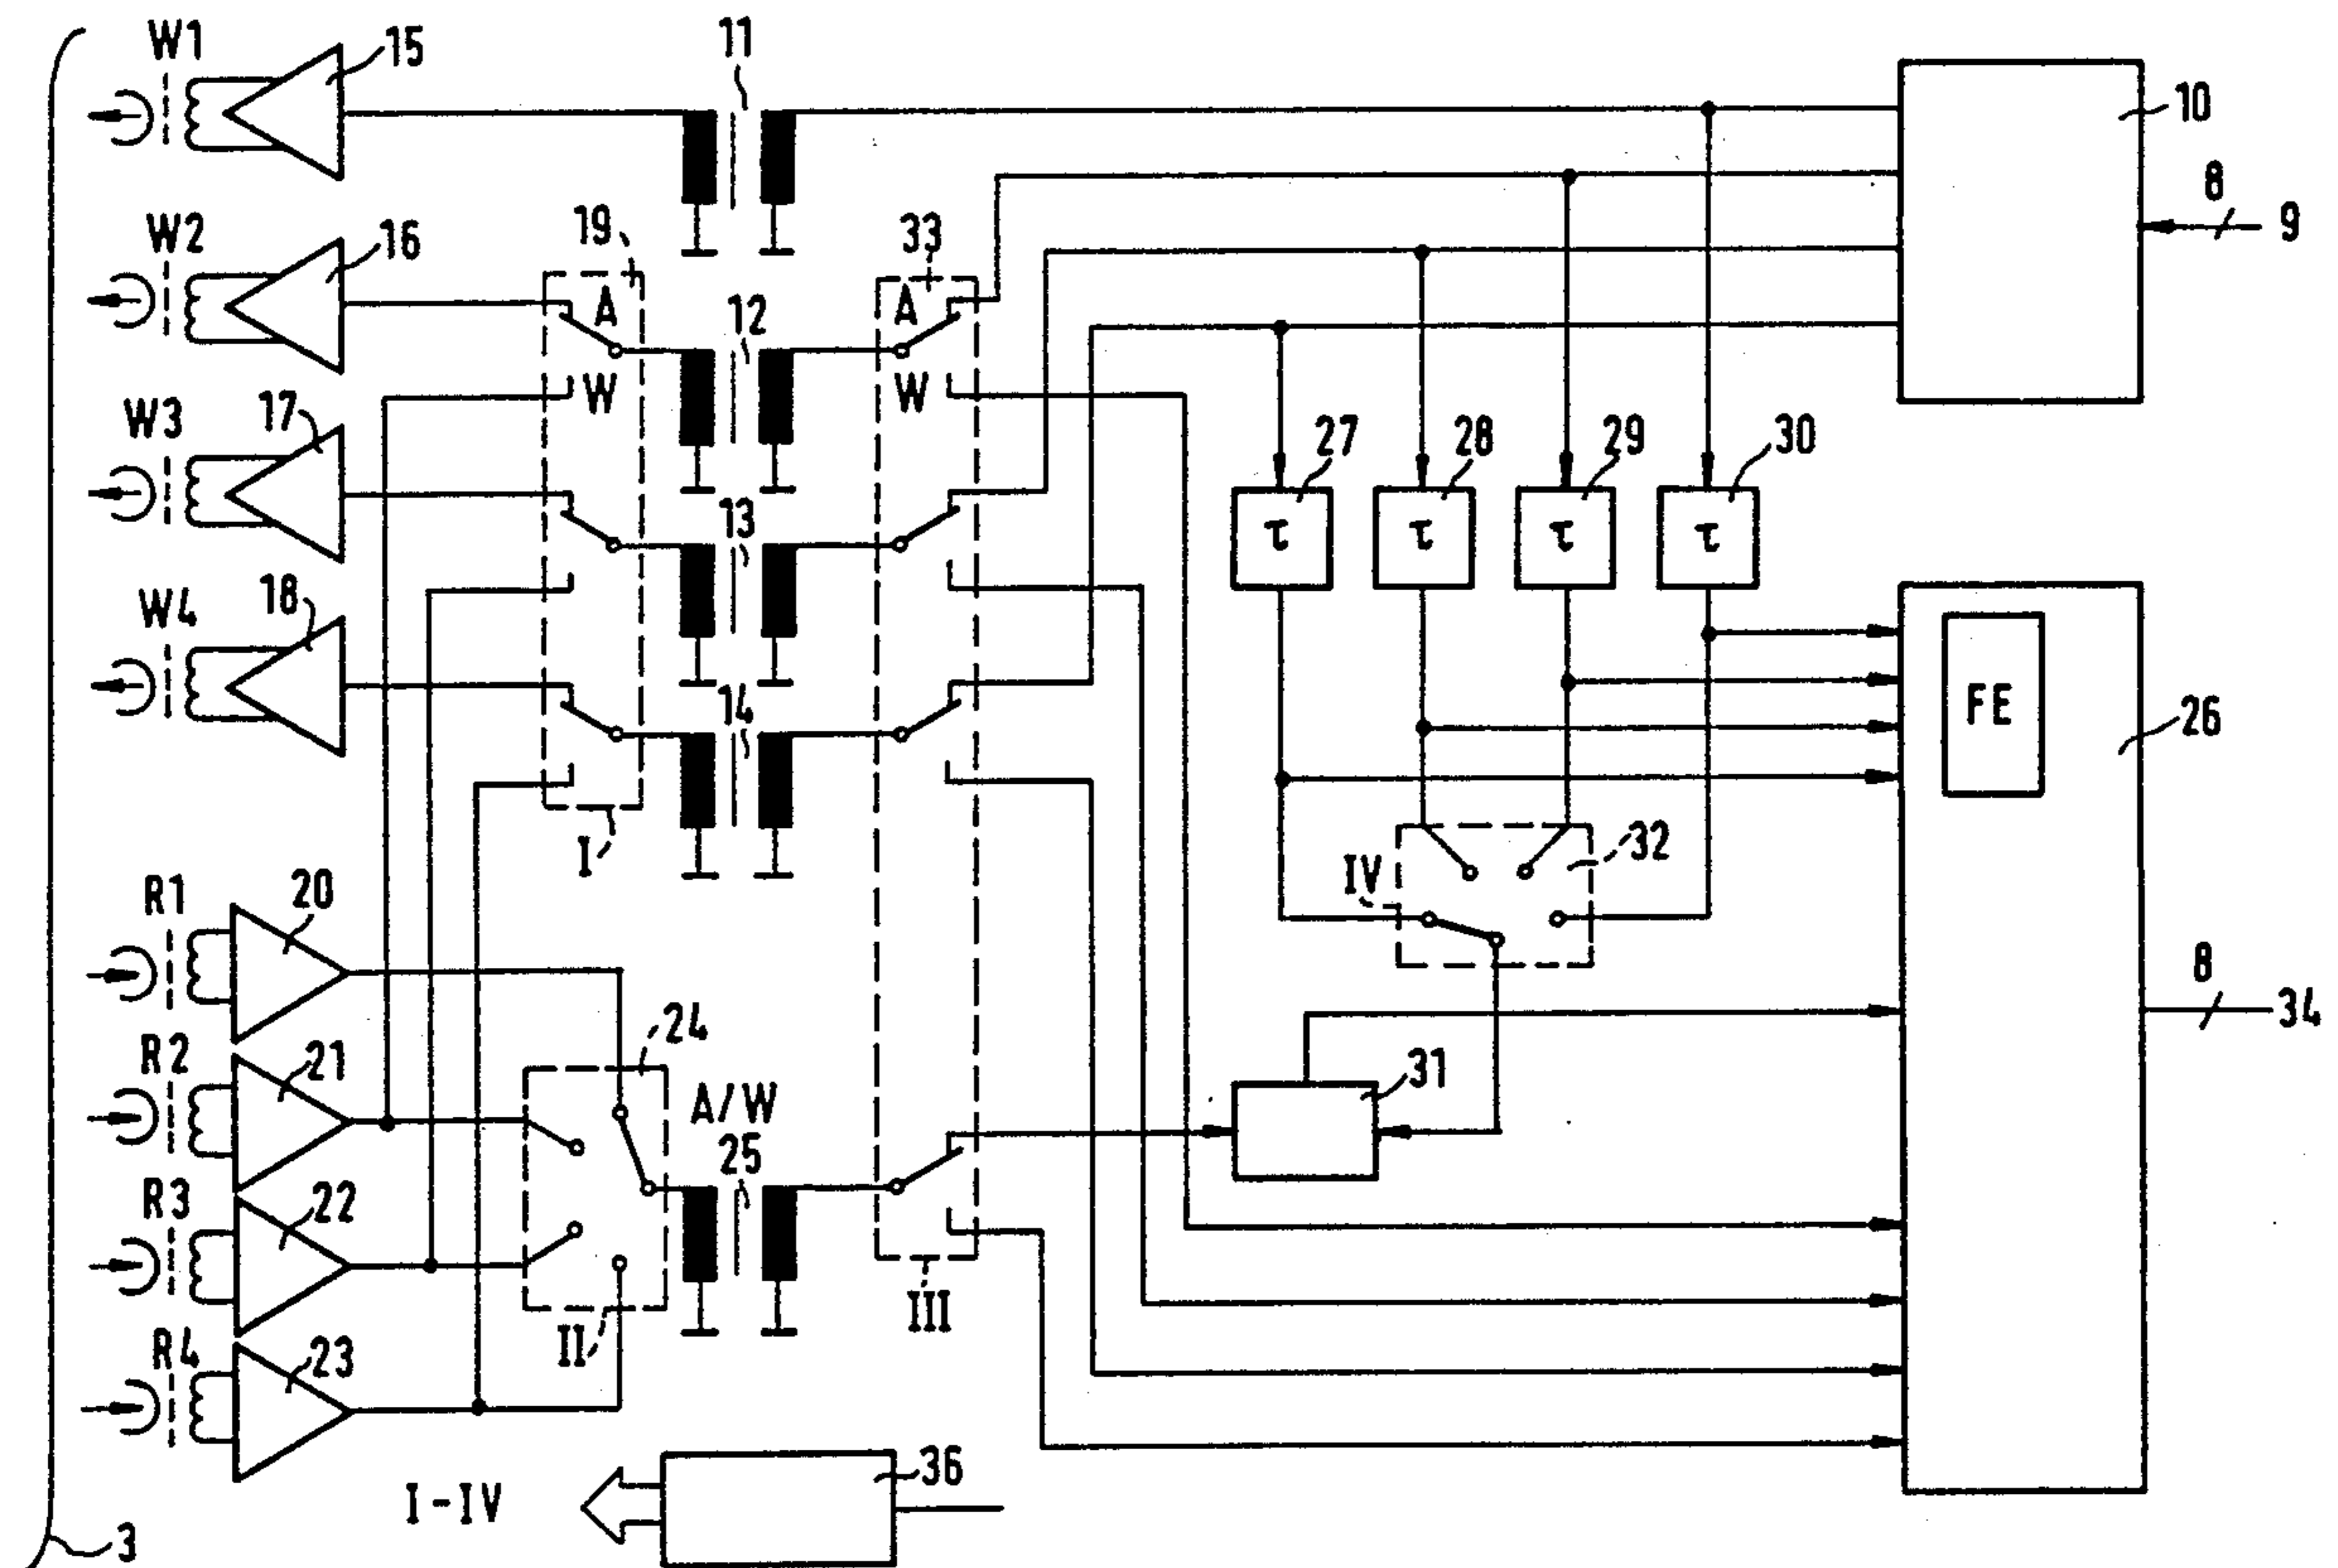 W1
15
11
10
W2
16
19
33
8
9
A
12
A
W3
17
W
W
27
28
29
30
13
τ
τ
τ
τ
W4
18
14
FE
26
I
IV
32
R1
20
8
34
24
R2
21
A/W
31
25
R3
22
III
II
R4
23
36
I-IV
3